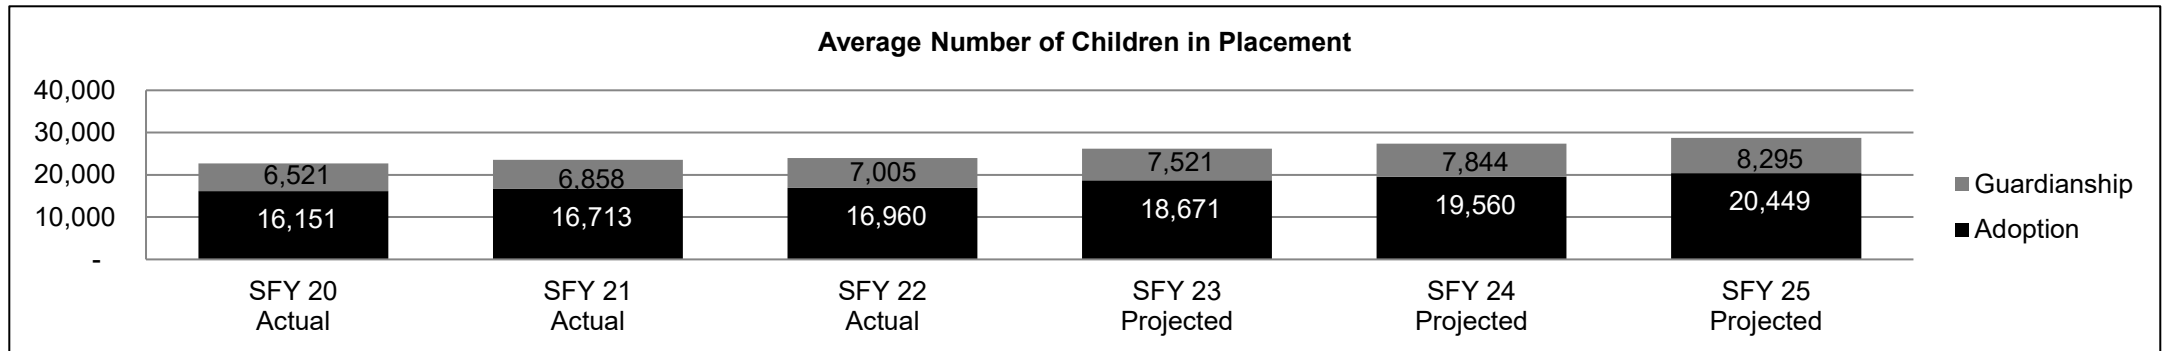 Average Number of Children in Placement
40,000
30,000
20,000
10,000
-
6,521
6,858
7,005
7,521
7,844
8,295
16,151
16,713
16,960
18,671
19,560
20,449
Guardianship
Adoption
SFY 20
Actual
SFY 21
Actual
SFY 22
Actual
SFY 23
Projected
SFY 24
Projected
SFY 25
Projected